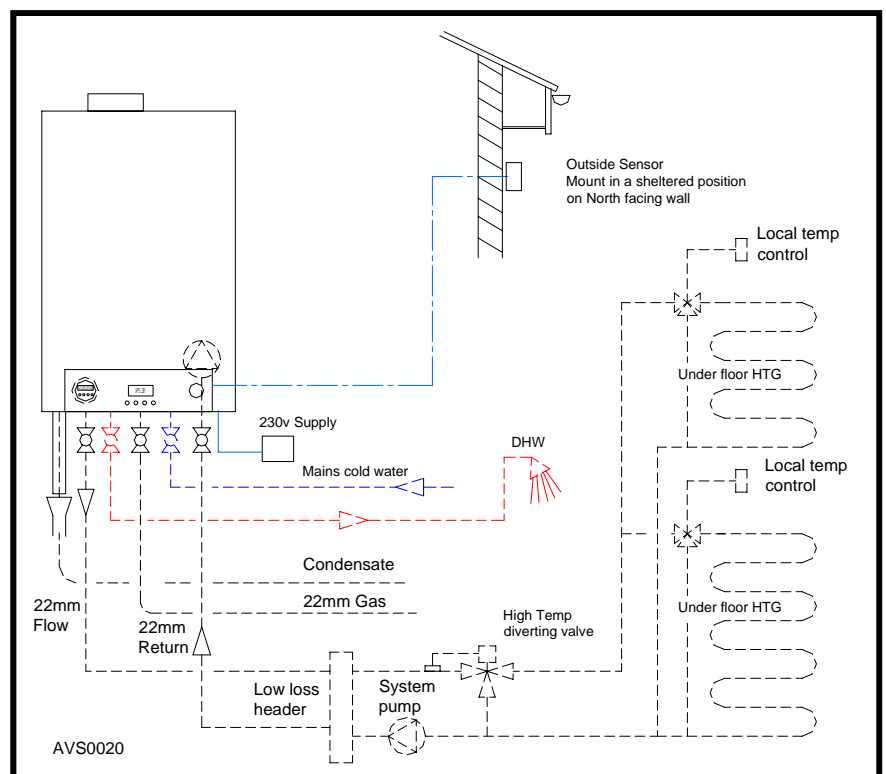 Outside Sensor
Mount in a sheltered position
on North facing wall
Local temp
control
Under floor HTG
230v Supply
DHW
Mains cold water
Local temp
control
Condensate
22mm Gas
22mm
Flow
22mm
Return
High Temp
diverting valve
Under floor HTG
Low loss
header
System
pump
AVS0020